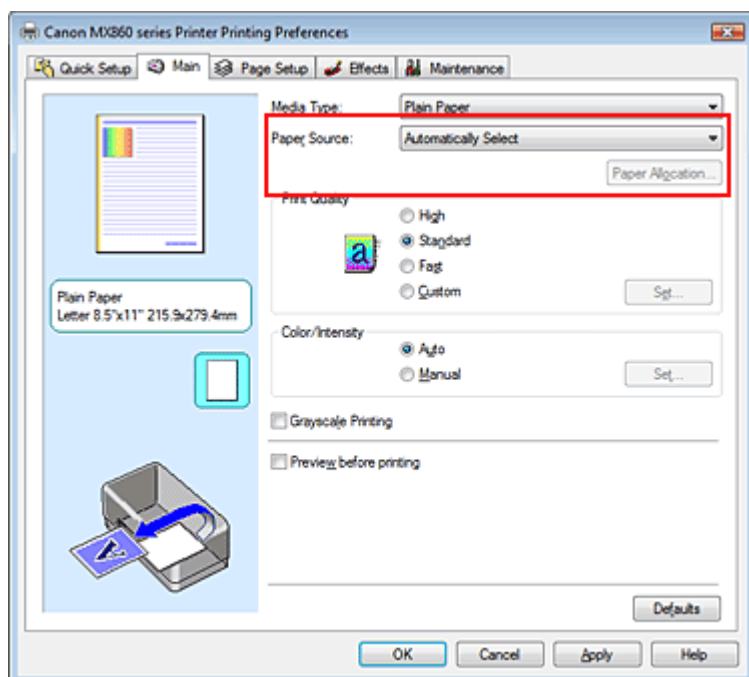 Canon MX860 series Printer Printing Preferences
Quick Setup
Main
Page Setup
Effects
Maintenance
Media Type: Plain Paper
Paper Source: Automatically Select
Paper Allocation...
Print Quality
High
a
Standard
Fast
Custom
Set...
Plain Paper
Letter 8.5"x11" 215.9x279.4mm
Color/Intensity
Auto
Manual
Set...
Grayscale Printing
Preview before printing
Defaults
OK
Cancel
Apply
Help